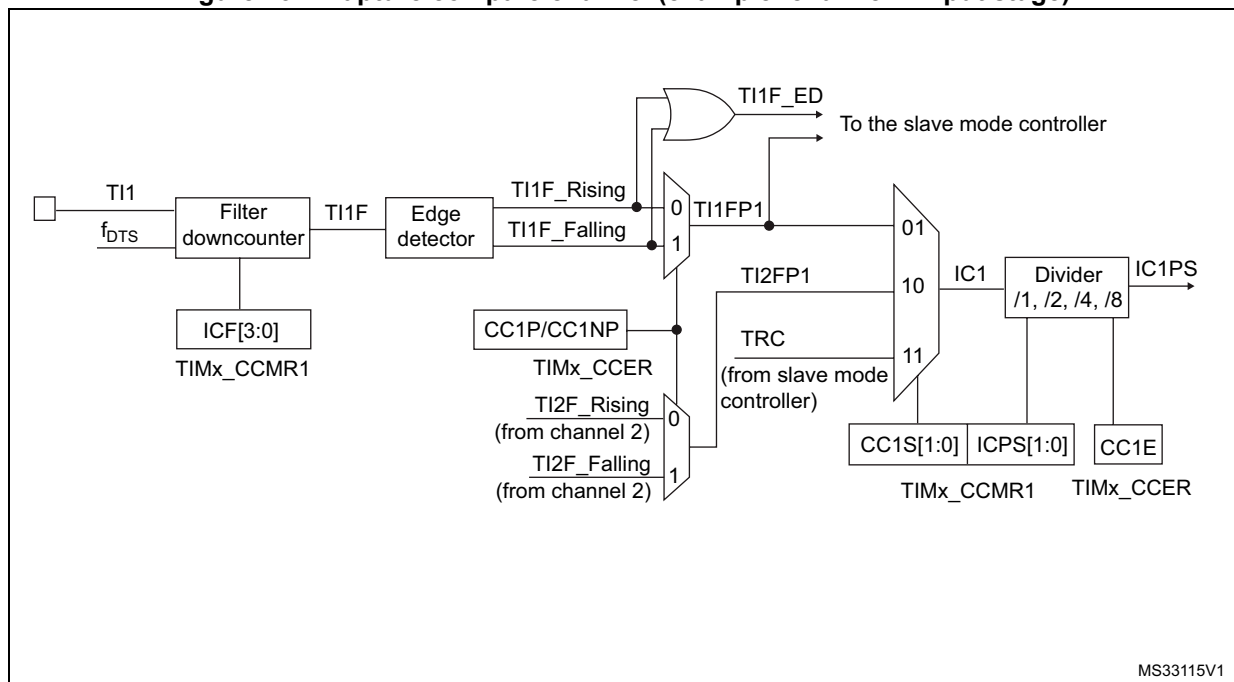 TI1F_ED
To the slave mode controller
TI1
fDTS
Filter
downcounter
TI1F
Edge
detector
TI1F_Rising
TI1F_Falling
0
1
TI1FP1
TI2FP1
01
10
11
IC1
Divider
/1, /2, /4, /8
IC1PS
ICF[3:0]
TIMx_CCMR1
CC1P/CC1NP
TIMx_CCER
TRC
(from slave mode
controller)
TI2F_Rising
(from channel 2)
TI2F_Falling
(from channel 2)
0
1
CC1S[1:0]
ICPS[1:0]
CC1E
TIMx_CCMR1
TIMx_CCER
MS33115V1